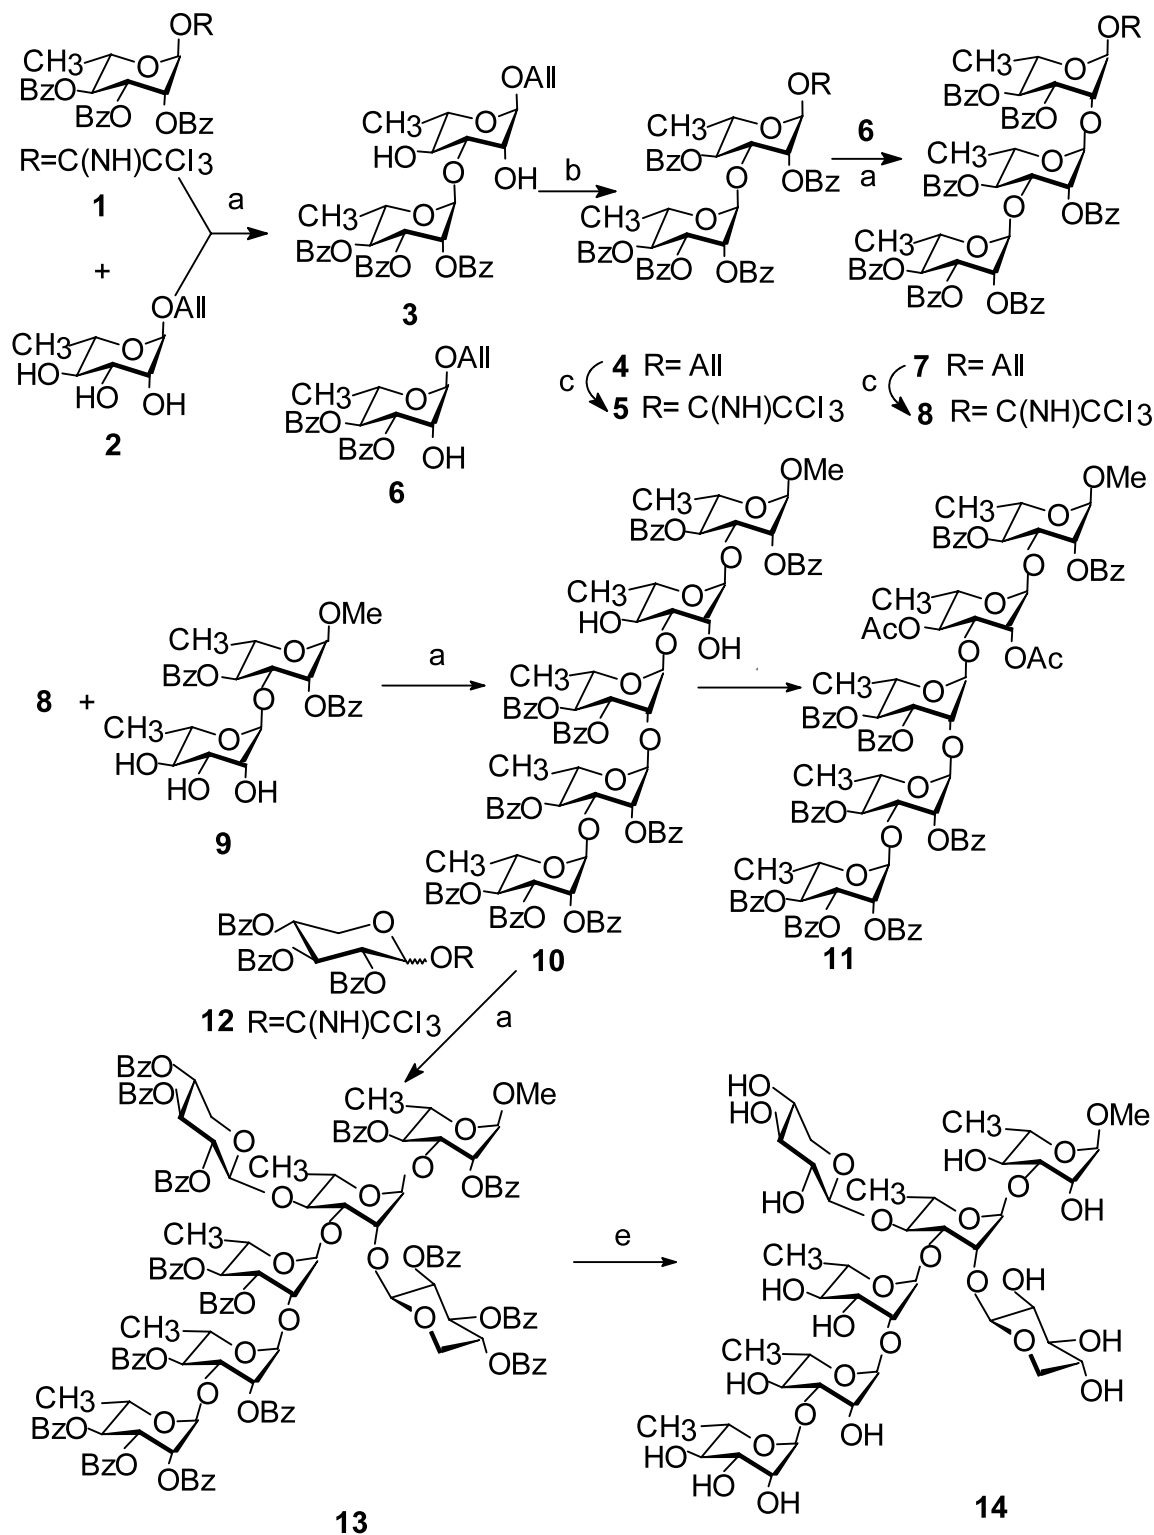 OR
CH3
O
BzO
BzO
OBz
R=C(NH)CCl3
1
+
OAll
CH3
O
HO
HO
OH
2
a
OAll
CH3
O
HO
O
OH
CH3
O
BzO
BzO
OBz
3
b
OR
CH3
O
BzO
O
OBz
CH3
O
BzO
BzO
OBz
6
a
OR
CH3
O
BzO
BzO
O
CH3
O
BzO
O
OBz
CH3
O
BzO
BzO
OBz
OAll
CH3
O
BzO
BzO
OH
6
c
4 R= All
5 R= C(NH)CCl3
c
7 R= All
8 R= C(NH)CCl3
8 +
OMe
CH3
O
BzO
O
OBz
CH3
O
HO
HO
OH
9
a
OMe
CH3
O
BzO
O
OBz
CH3
O
HO
O
OH
CH3
O
BzO
BzO
O
CH3
O
BzO
O
OBz
CH3
O
BzO
BzO
OBz
10
OMe
CH3
O
BzO
O
OBz
CH3
O
AcO
O
OAc
CH3
O
BzO
BzO
O
CH3
O
BzO
O
OBz
CH3
O
BzO
BzO
OBz
11
BzO
O
BzO
BzO
OR
12 R=C(NH)CCl3
a
BzO
BzO
O
BzO
O
CH3
O
OMe
BzO
O
OBz
CH3
O
O
O
CH3
O
BzO
BzO
O
OBz
O
OBz
OBz
CH3
O
BzO
O
OBz
CH3
O
BzO
BzO
OBz
13
e
HO
HO
O
HO
O
CH3
O
OMe
HO
O
OH
CH3
O
O
O
CH3
O
HO
HO
O
OH
O
OH
OH
CH3
O
HO
O
OH
CH3
O
HO
HO
OH
14